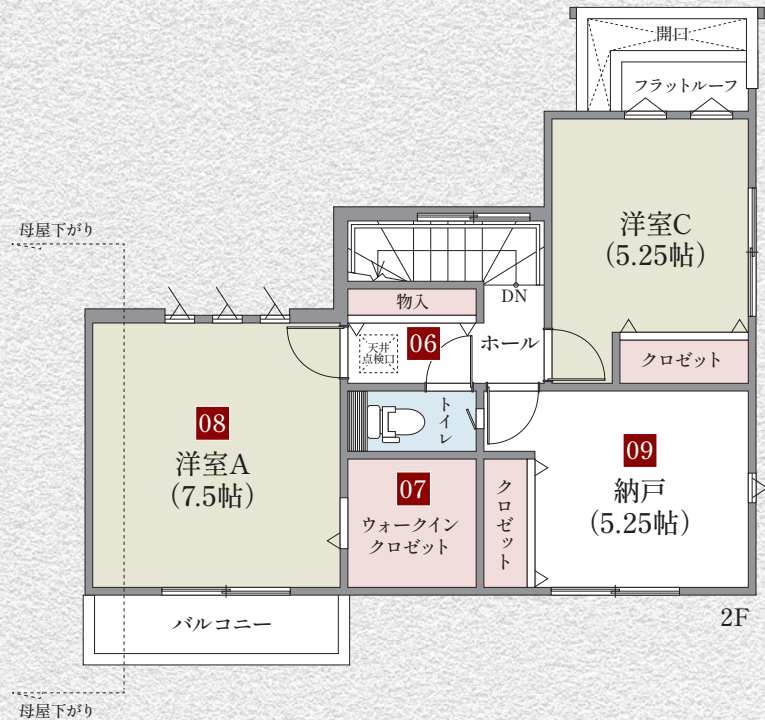 開口
フラットルーフ
洋室C
(5.25帖)
母屋下がり
DN
物入
06
ホール
天井
点検口
クロゼット
トイレ
08
洋室A
(7.5帖)
07
ウォークイン
クロゼット
クロゼット
09
納戸
(5.25帖)
バルコニー
2F
母屋下がり